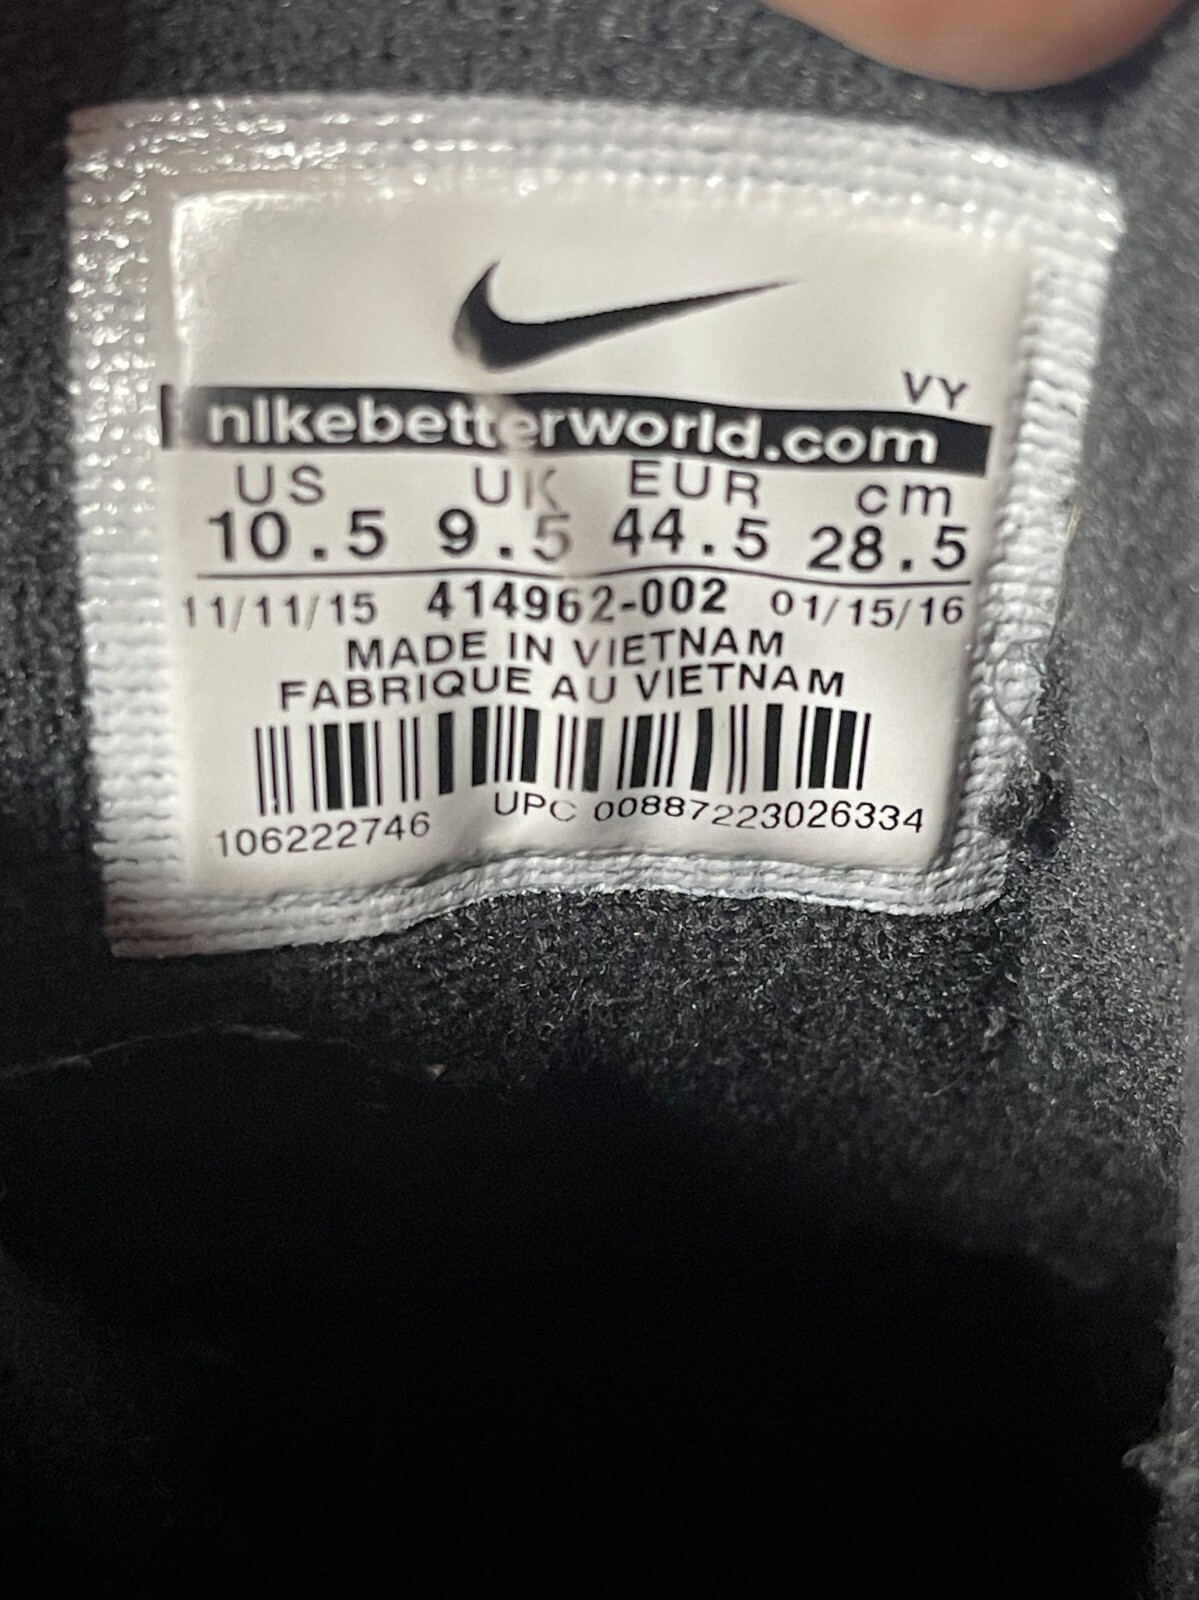 VY
nikebetterworld.com
US UK EUR cm
10.5 9.5 44.5 28.5
11/11/15 414962-002 01/15/16
MADE IN VIETNAM
FABRIQUE AU VIETNAM
106222746 UPC 00887223026334